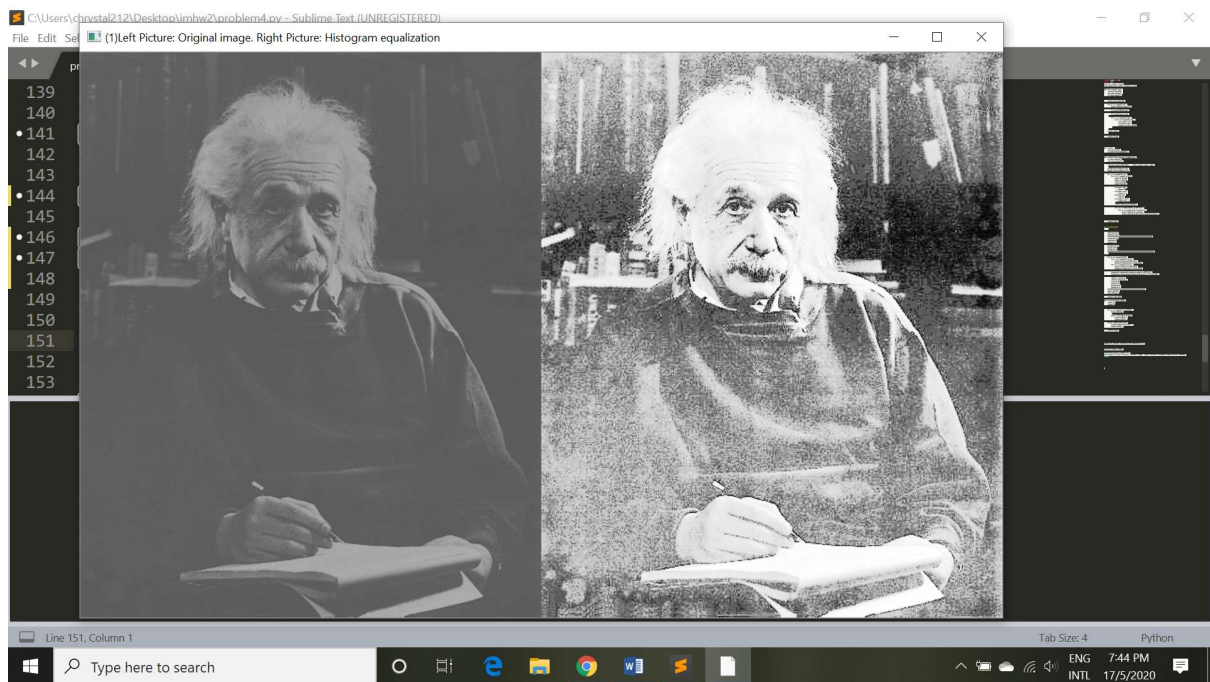 C:\Users\chrystal212\Desktop\imhw2\problem4.py - Sublime Text (UNREGISTERED)
File Edit Sel
(1)Left Picture: Original image. Right Picture: Histogram equalization
pr
139
140
141
142
143
144
145
146
147
148
149
150
151
152
153
Line 151, Column 1
Tab Size: 4
Python
Type here to search
ENG
INTL
7:44 PM
17/5/2020